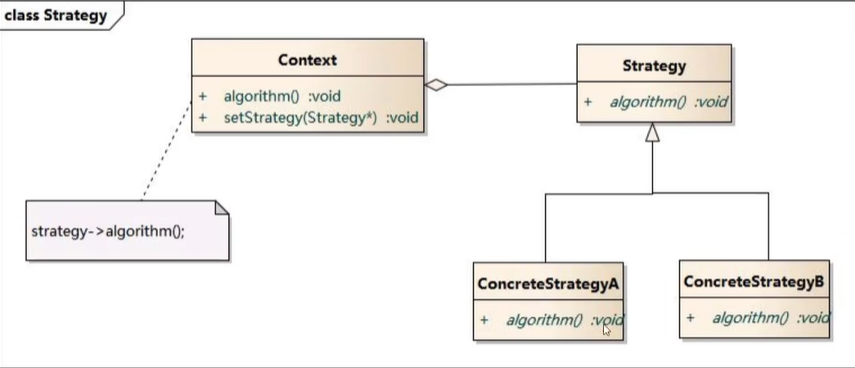 class Strategy
Context
+ algorithm() :void
+ setStrategy(Strategy*) :void
Strategy
+ algorithm() :void
strategy->algorithm();
ConcreteStrategyA
+ algorithm() :void
ConcreteStrategyB
+ algorithm() :void